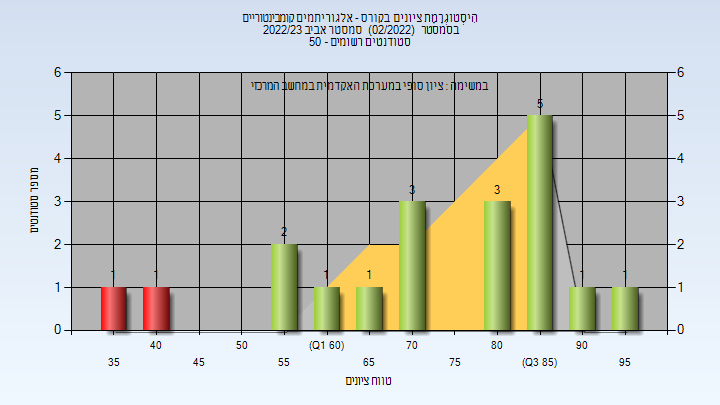 היסטוגרמת ציונים בקורס - אלגוריתמים קומבינטוריים
בסמסטר (02/2022) סמסטר אביב 2022/23
סטודנטים רשומים - 50
במשימה : ציון סופי במערכת האקדמית במחשב המרכזי
מספר סטודנטים
6 6
5 5
4 4
3 3
2 2
1 1
0 0
1 1 2 1 1 3 3 5 1 1
40 50 (Q1 60) 70 80 90
35 45 55 65 75 (Q3 85) 95
טווח ציונים